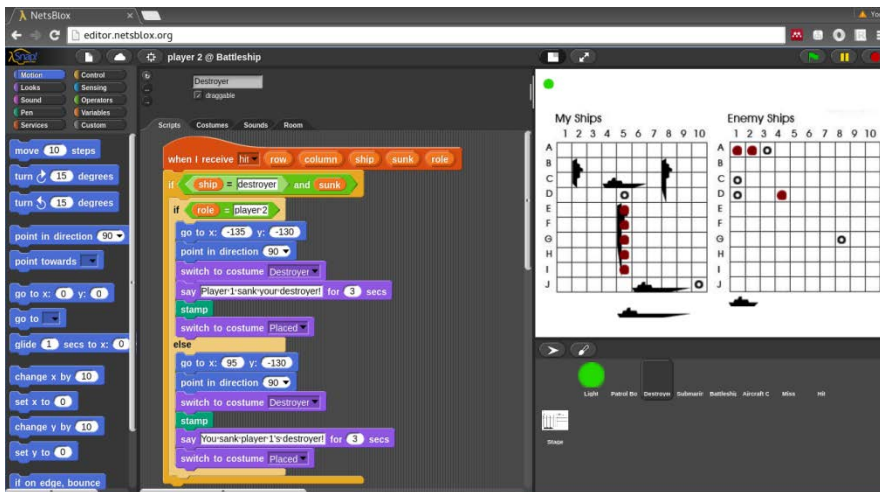 NetsBlox
You
editor.netsblox.org
Snap!
player 2 @ Battleship
Motion Control
Looks Sensing
Sound Operators
Pen Variables
Services Custom
move 10 steps
turn 15 degrees
turn 15 degrees
point in direction 90
point towards
go to x: 0 y: 0
go to
glide 1 secs to x: 0
change x by 10
set x to 0
change y by 10
set y to 0
if on edge, bounce
Destroyer
draggable
Scripts Costumes Sounds Room
when I receive hit row column ship sunk role
if ship = destroyer and sunk
if role = player·2
go to x: -135 y: -130
point in direction 90
switch to costume Destroyer
say Player·1·sank·your·destroyer! for 3 secs
stamp
switch to costume Placed
else
go to x: 95 y: -130
point in direction 90
switch to costume Destroyer
stamp
say You·sank·player·1's·destroyer! for 3 secs
switch to costume Placed
My Ships
1 2 3 4 5 6 7 8 9 10
A
B
C
D
E
F
G
H
I
J
Enemy Ships
1 2 3 4 5 6 7 8 9 10
A
B
C
D
E
F
G
H
I
J
Light Patrol Bo Destroye Submarin Battleshi Aircraft C Miss Hit
Stage